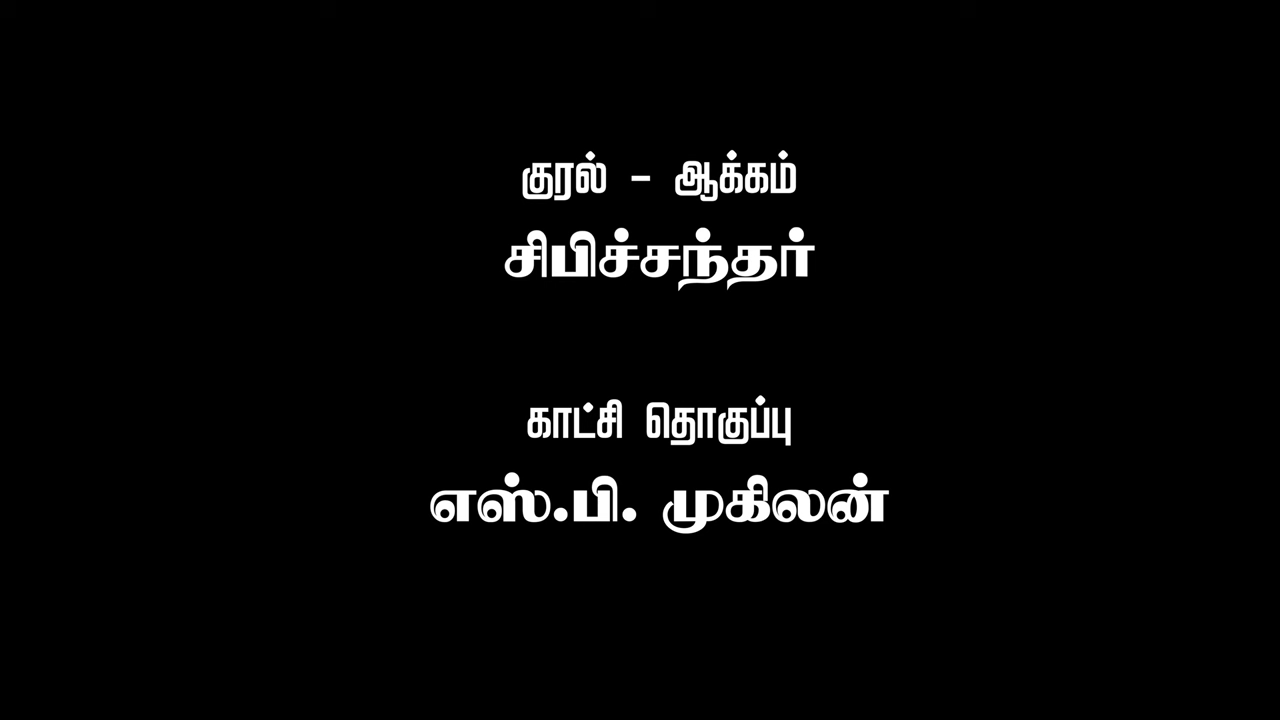 குரல் - ஆக்கம்
சிபிச்சந்தர்
காட்சி தொகுப்பு
எஸ்.பி. முகிலன்